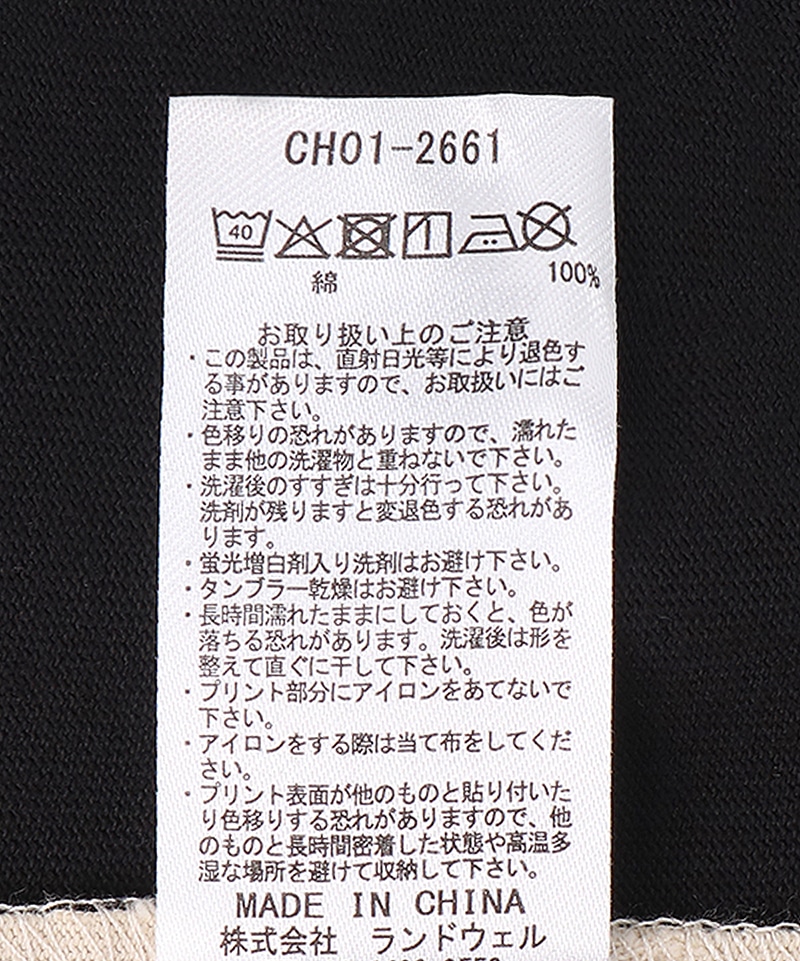 CH01-2661
40
綿 100%
お取り扱い上のご注意
・この製品は、直射日光等により退色す
る事がありますので、お取扱いにはご
注意下さい。
・色移りの恐れがありますので、濡れた
まま他の洗濯物と重ねないで下さい。
・洗濯後のすすぎは十分行って下さい。
洗剤が残りますと変退色する恐れがあ
ります。
・蛍光増白剤入り洗剤はお避け下さい。
・タンブラー乾燥はお避け下さい。
・長時間濡れたままにしておくと、色が
落ちる恐れがあります。洗濯後は形を
整えて直ぐに干して下さい。
・プリント部分にアイロンをあてないで
下さい。
・アイロンをする際は当て布をしてくだ
さい。
・プリント表面が他のものと貼り付いた
り色移りする恐れがありますので、他
のものと長時間密着した状態や高温多
湿な場所を避けて収納して下さい。
MADE IN CHINA
株式会社 ランドウェル